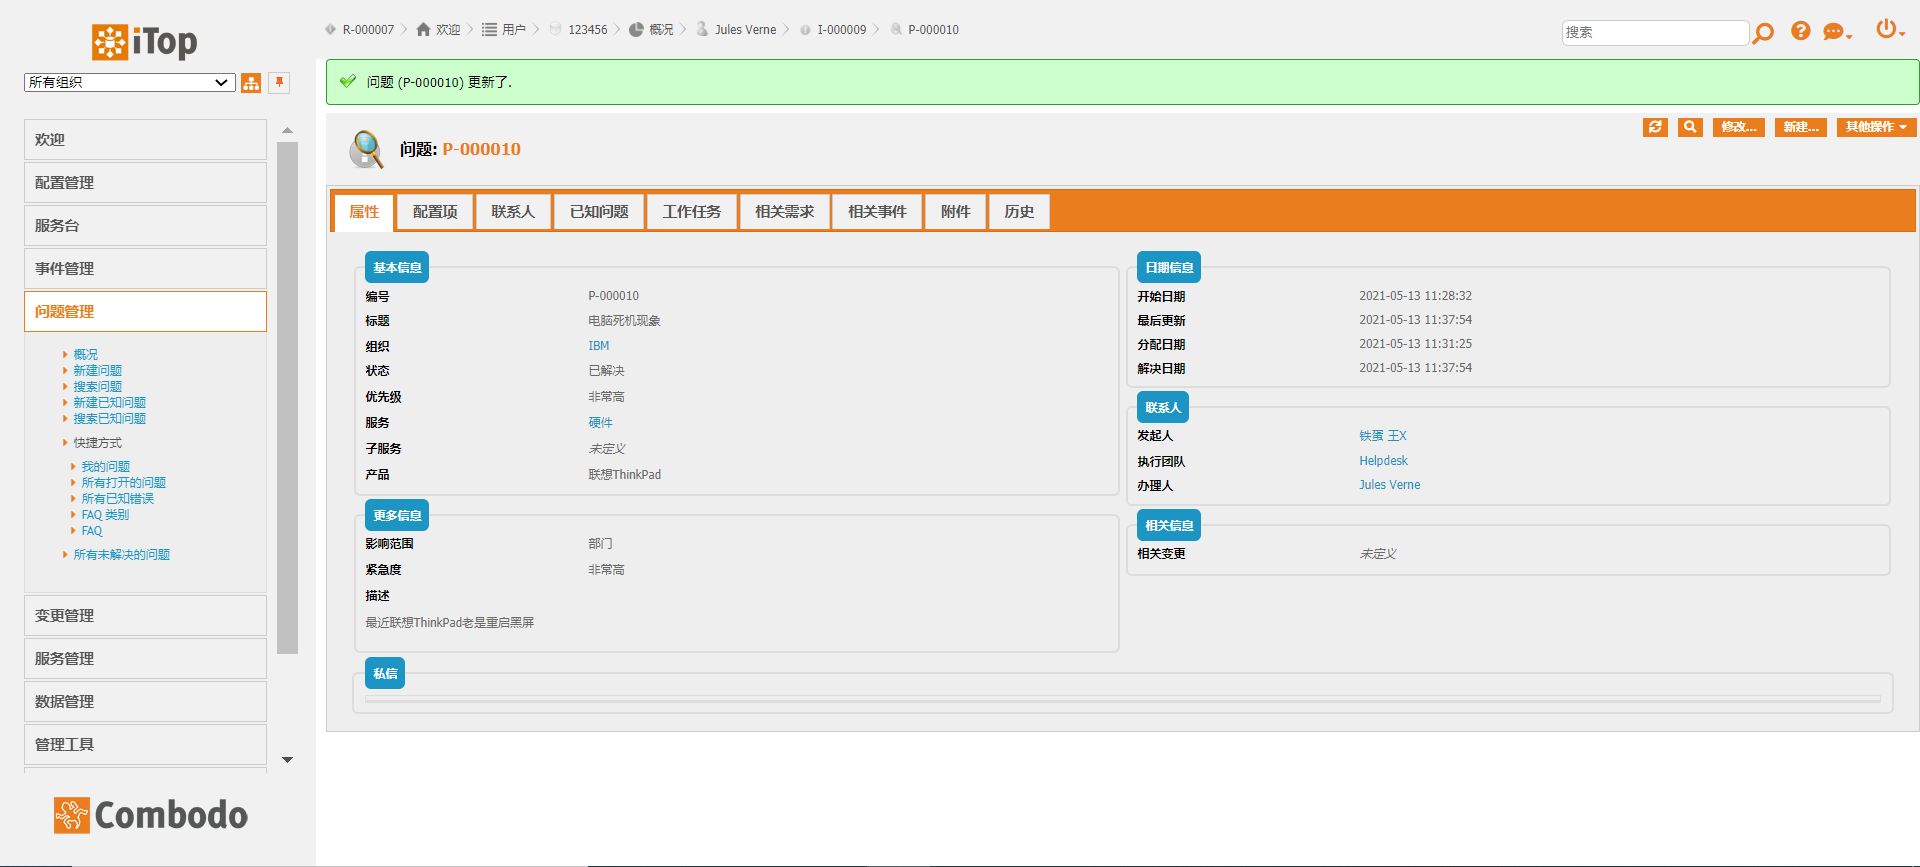 iTop
R-000007
欢迎
用户
123456
概况
Jules Verne
I-000009
P-000010
搜索
所有组织
问题 (P-000010) 更新了.
问题: P-000010
修改...
新建...
其他操作
属性
配置项
联系人
已知问题
工作任务
相关需求
相关事件
附件
历史
欢迎
配置管理
服务台
事件管理
问题管理
概况
新建问题
搜索问题
新建已知问题
搜索已知问题
快捷方式
我的问题
所有打开的问题
所有已知错误
FAQ 类别
FAQ
所有未解决的问题
变更管理
服务管理
数据管理
管理工具
Combodo
基本信息
编号 P-000010
标题 电脑死机现象
组织 IBM
状态 已解决
优先级 非常高
服务 硬件
子服务 未定义
产品 联想ThinkPad
更多信息
影响范围 部门
紧急度 非常高
描述
最近联想ThinkPad老是重启黑屏
日期信息
开始日期 2021-05-13 11:28:32
最后更新 2021-05-13 11:37:54
分配日期 2021-05-13 11:31:25
解决日期 2021-05-13 11:37:54
联系人
发起人 铁蛋 王X
执行团队 Helpdesk
办理人 Jules Verne
相关信息
相关变更 未定义
私信